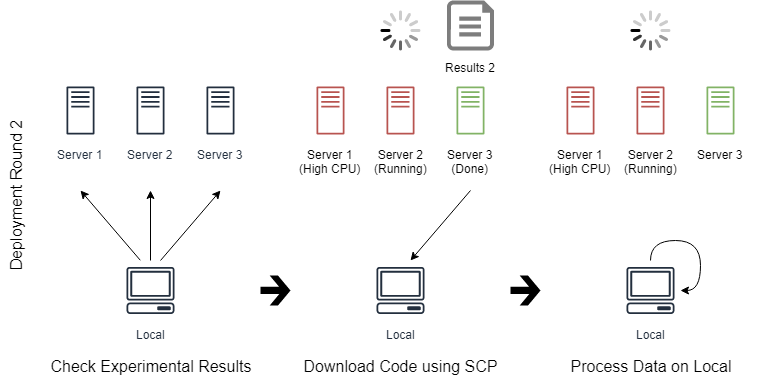 Deployment Round 2
Server 1
Server 2
Server 3
Local
Check Experimental Results
Results 2
Server 1
(High CPU)
Server 2
(Running)
Server 3
(Done)
Local
Download Code using SCP
Server 1
(High CPU)
Server 2
(Running)
Server 3
Local
Process Data on Local